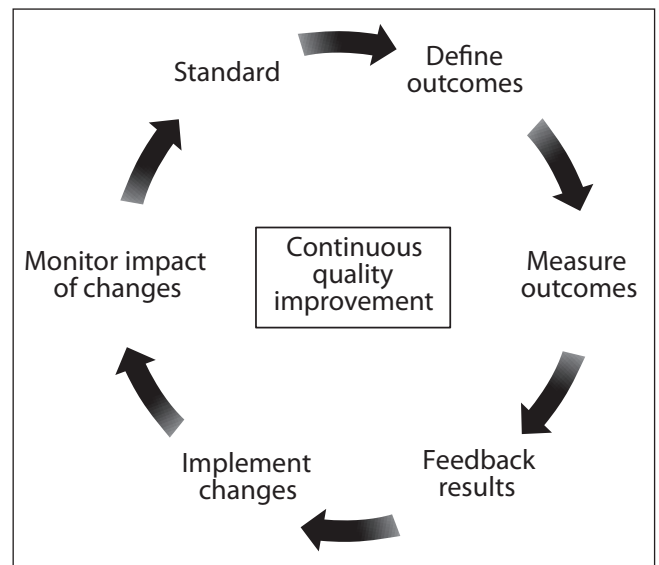 Standard
Define
outcomes
Measure
outcomes
Feedback
results
Implement
changes
Monitor impact
of changes
Continuous
quality
improvement